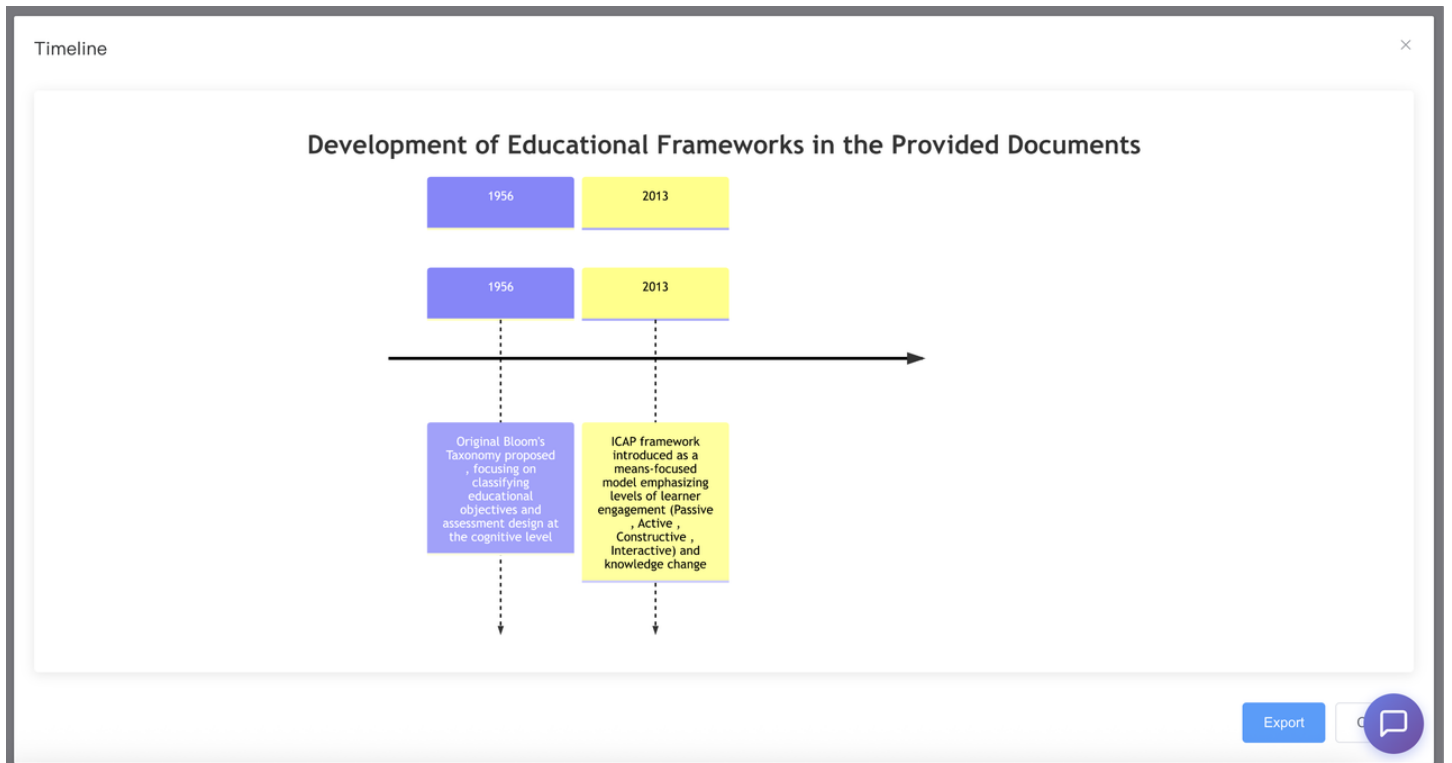 Timeline
Development of Educational Frameworks in the Provided Documents
1956
2013
1956
2013
Original Bloom's
Taxonomy proposed
, focusing on
classifying
educational
objectives and
assessment design at
the cognitive level
ICAP framework
introduced as a
means-focused
model emphasizing
levels of learner
engagement (Passive
, Active ,
Constructive ,
Interactive) and
knowledge change
Export